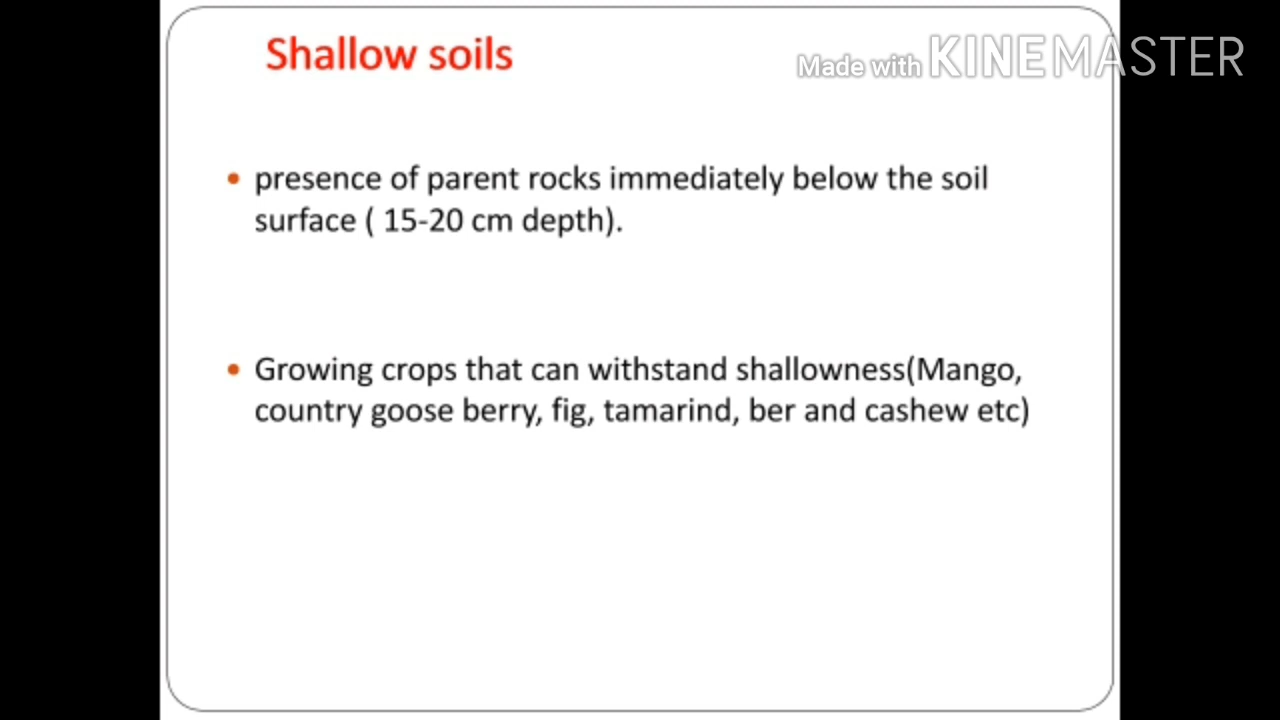 Shallow soils
Made with KINEMASTER
• presence of parent rocks immediately below the soil
surface ( 15-20 cm depth).
• Growing crops that can withstand shallowness(Mango,
country goose berry, fig, tamarind, ber and cashew etc)